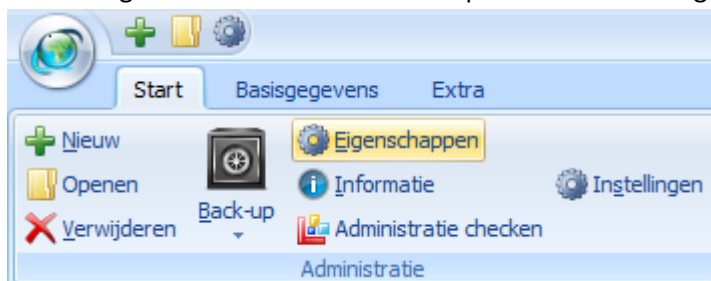 Start Basisgegevens Extra
Nieuw Eigenschappen
Openen Informatie Instellingen
Verwijderen Back-up Administratie checken
Administratie